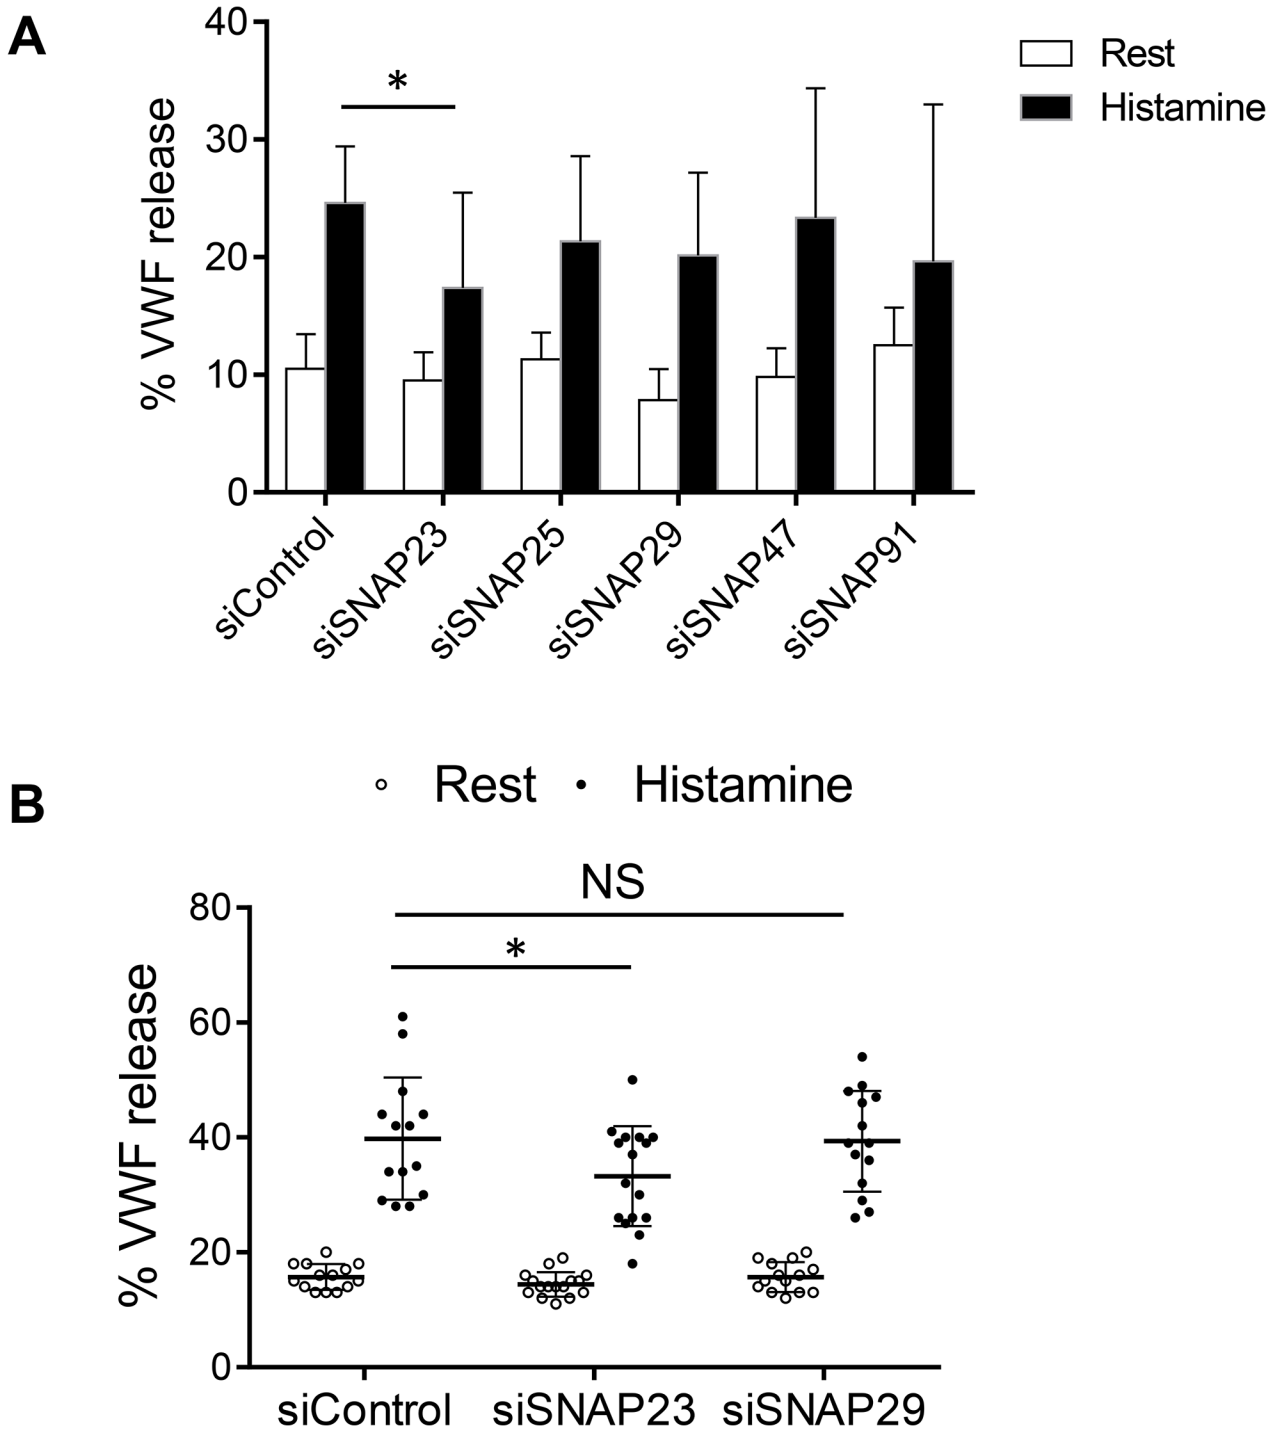 A
40
30
20
10
0
% VWF release
*
Rest
Histamine
siControl
siSNAP23
siSNAP25
siSNAP29
siSNAP47
siSNAP91
B
Rest
Histamine
NS
*
80
60
40
20
0
% VWF release
siControl
siSNAP23
siSNAP29